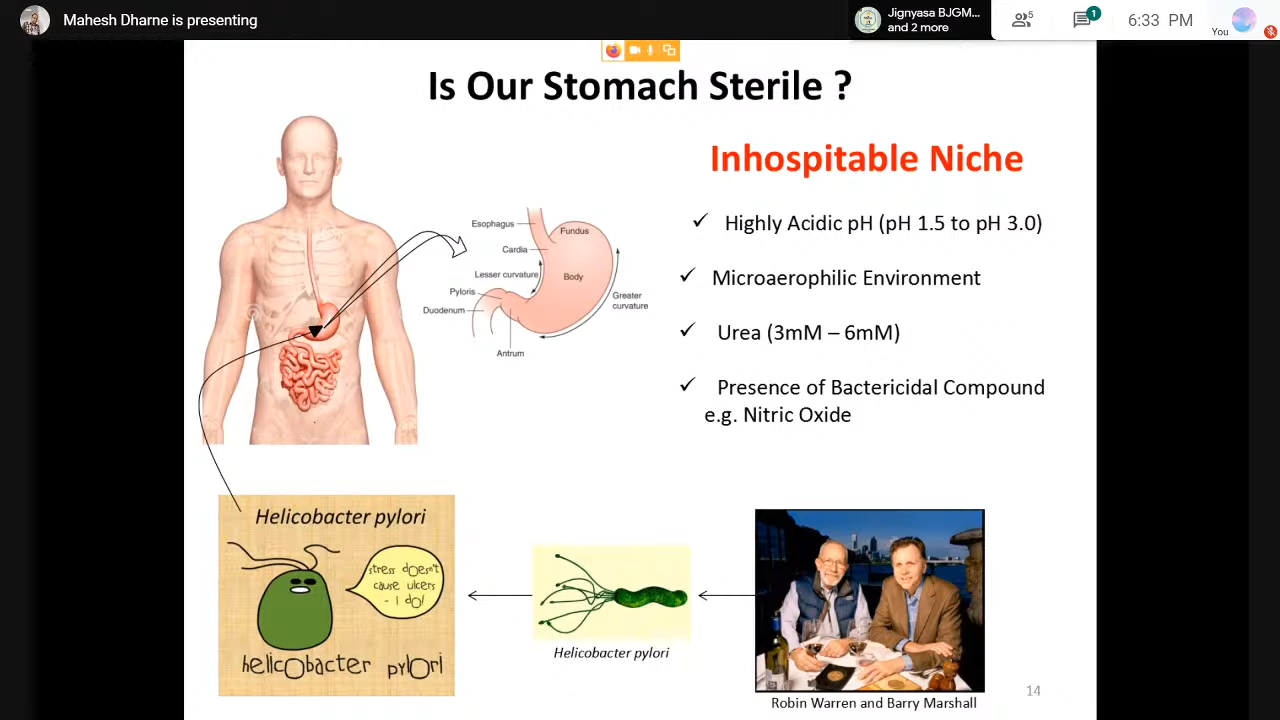 Mahesh Dharne is presenting
Jignyasa BJGM...
and 2 more
5
1
6:33 PM
You
Is Our Stomach Sterile ?
Inhospitable Niche
✓ Highly Acidic pH (pH 1.5 to pH 3.0)
✓ Microaerophilic Environment
✓ Urea (3mM – 6mM)
✓ Presence of Bactericidal Compound
e.g. Nitric Oxide
Esophagus
Fundus
Cardia
Lesser curvature
Body
Pyloris
Greater
curvature
Duodenum
Antrum
Helicobacter pylori
stress doesn't
cause ulcers
- I do!
helicobacter pylori
Helicobacter pylori
Robin Warren and Barry Marshall
14